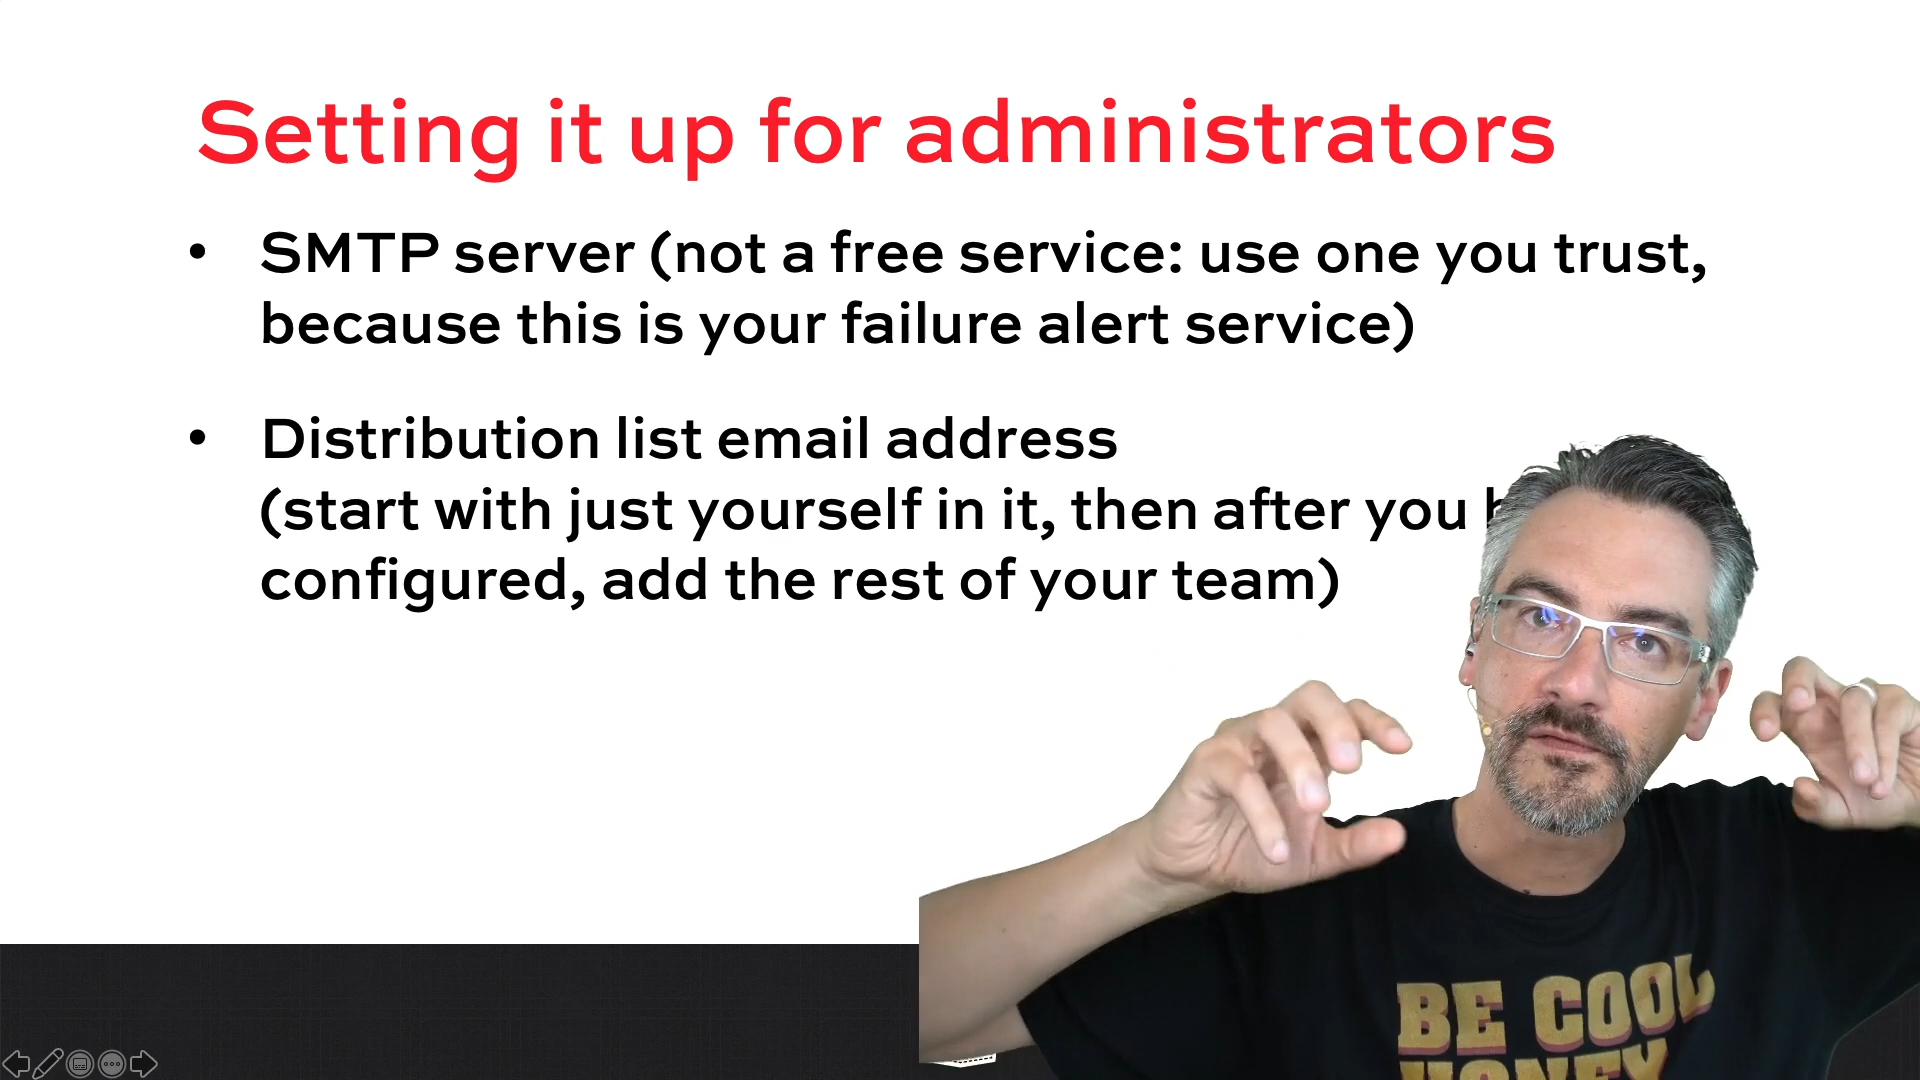 Setting it up for administrators
• SMTP server (not a free service: use one you trust,
because this is your failure alert service)
• Distribution list email address
(start with just yourself in it, then after you
configured, add the rest of your team)
BE COOL
HONEY